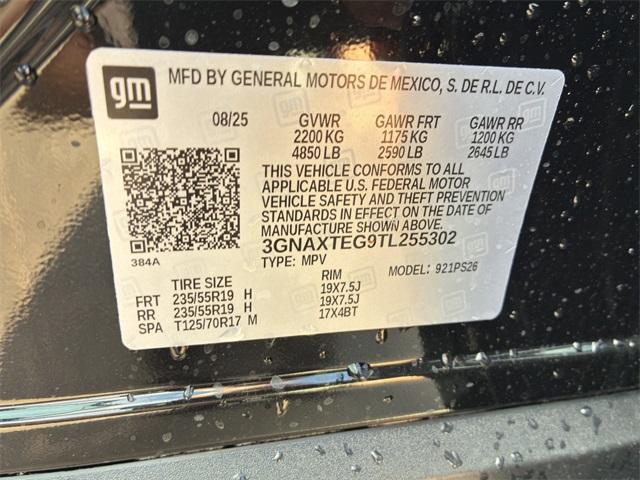 gm
MFD BY GENERAL MOTORS DE MEXICO, S. DE R.L. DE C.V.
08/25 GVWR GAWR FRT GAWR RR
2200 KG 1175 KG 1200 KG
4850 LB 2590 LB 2645 LB
THIS VEHICLE CONFORMS TO ALL
APPLICABLE U.S. FEDERAL MOTOR
VEHICLE SAFETY AND THEFT PREVENTION
STANDARDS IN EFFECT ON THE DATE OF
MANUFACTURE SHOWN ABOVE.
3GNAXTEG9TL255302
384A
TYPE: MPV MODEL: 921PS26
TIRE SIZE RIM
FRT 235/55R19 H 19X7.5J
RR 235/55R19 H 19X7.5J
SPA T125/70R17 M 17X4BT